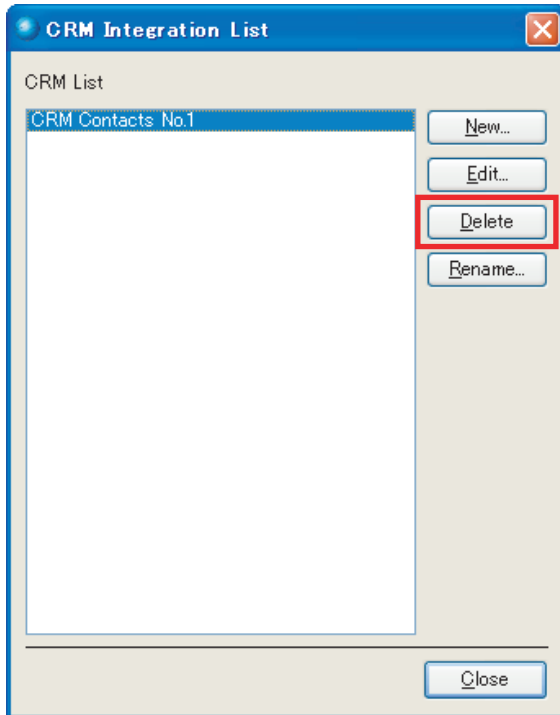 CRM Integration List
CRM List
CRM Contacts No.1
New...
Edit...
Delete
Rename...
Close